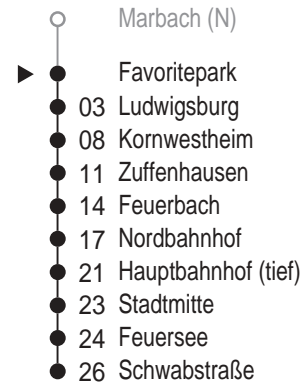 Marbach (N)
Favoritepark
03 Ludwigsburg
08 Kornwestheim
11 Zuffenhausen
14 Feuerbach
17 Nordbahnhof
21 Hauptbahnhof (tief)
23 Stadtmitte
24 Feuersee
26 Schwabstraße